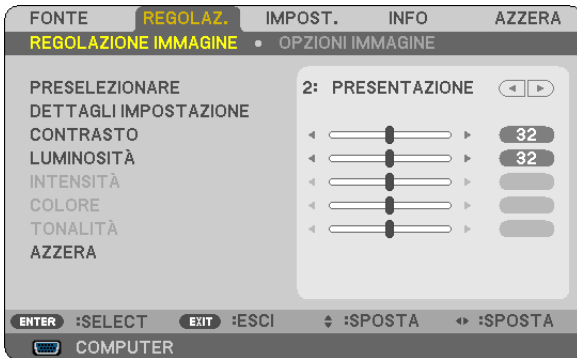 FONTE REGOLAZ. IMPOST. INFO AZZERA
REGOLAZIONE IMMAGINE • OPZIONI IMMAGINE
PRESELEZIONARE 2: PRESENTAZIONE
DETTAGLI IMPOSTAZIONE
CONTRASTO 32
LUMINOSITÀ 32
INTENSITÀ
COLORE
TONALITÀ
AZZERA
ENTER :SELECT EXIT :ESCI :SPOSTA :SPOSTA
COMPUTER